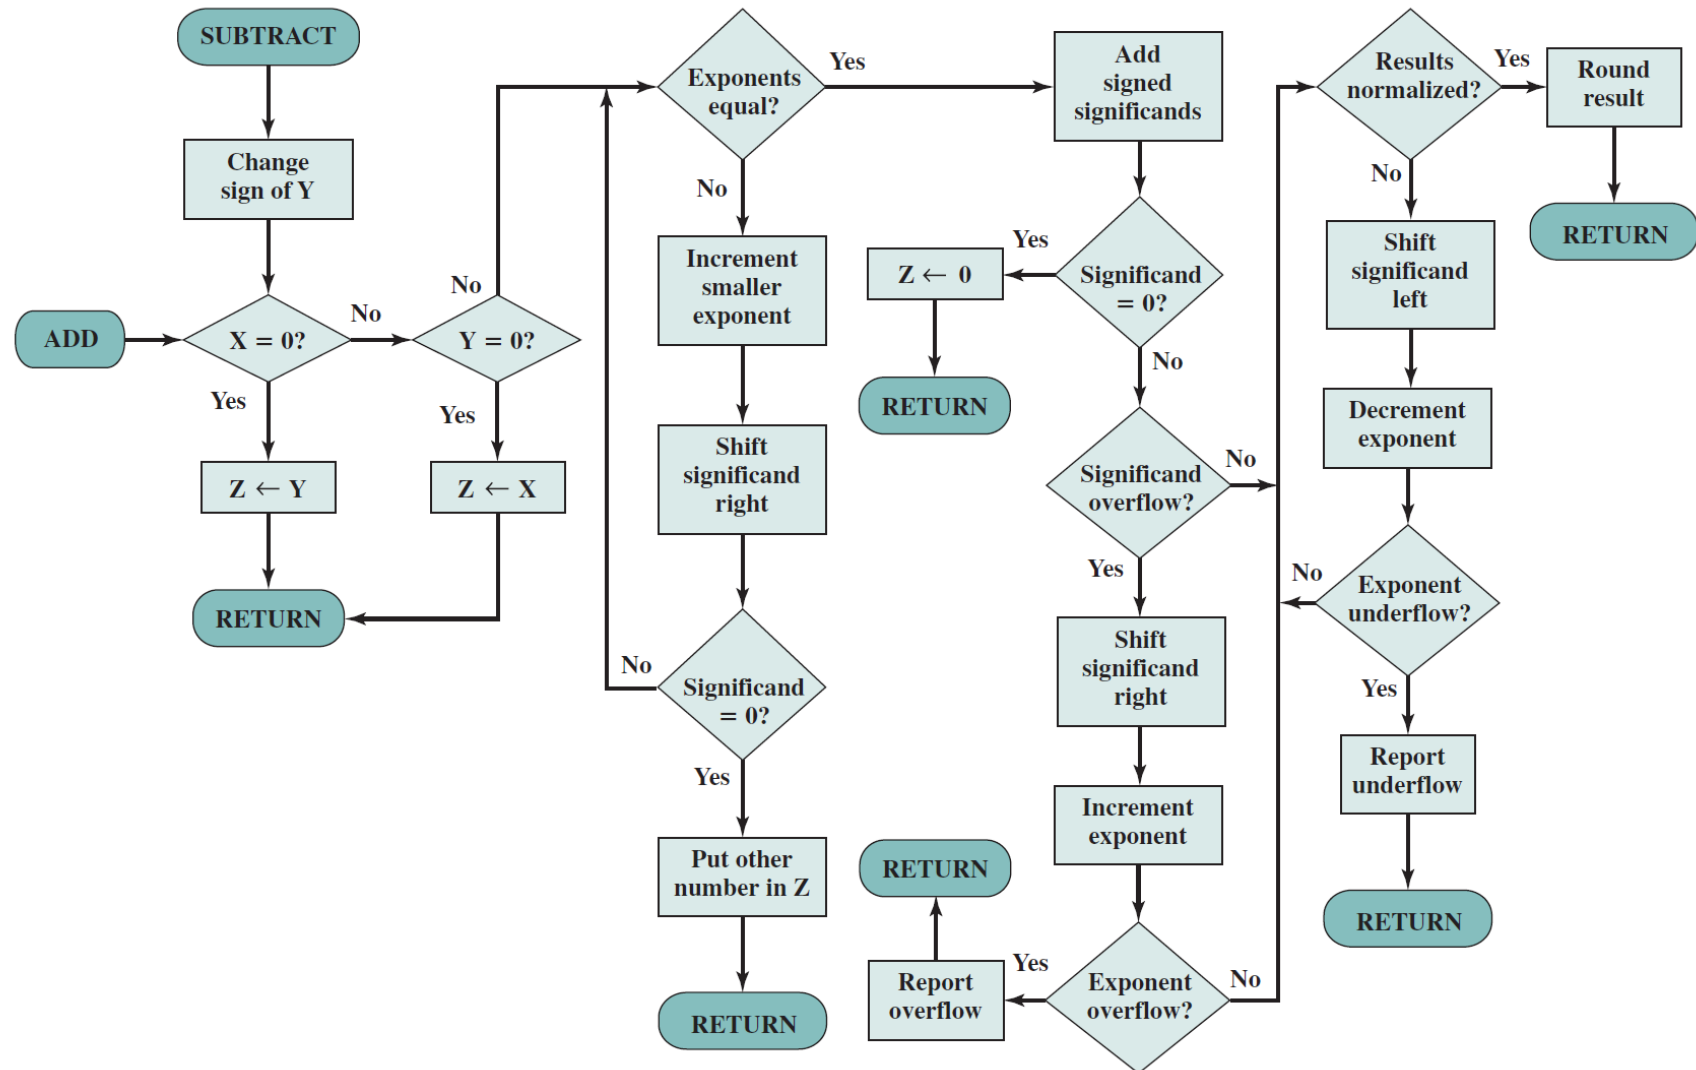 SUBTRACT
Change
sign of Y
ADD
X = 0?
No
Yes
Z ← Y
RETURN
No
Y = 0?
Yes
Z ← X
Exponents
equal?
Yes
No
Increment
smaller
exponent
Shift
significand
right
No
Significand
= 0?
Yes
Put other
number in Z
RETURN
Add
signed
significands
Yes
Significand
= 0?
Z ← 0
RETURN
No
Significand
overflow?
No
Yes
Shift
significand
right
Increment
exponent
Exponent
overflow?
Yes
No
Report
overflow
RETURN
Results
normalized?
Yes
Round
result
RETURN
No
Shift
significand
left
Decrement
exponent
No
Exponent
underflow?
Yes
Report
underflow
RETURN